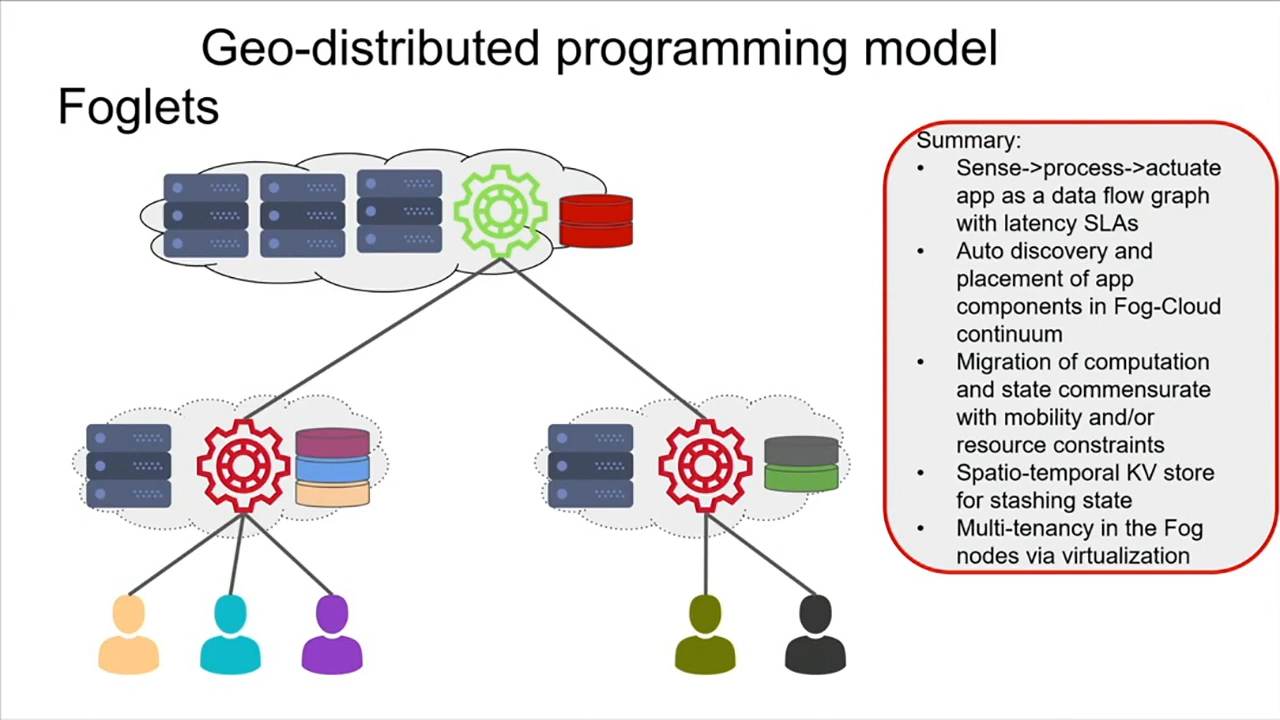 Geo-distributed programming model
Foglets
Summary:
• Sense->process->actuate
app as a data flow graph
with latency SLAs
• Auto discovery and
placement of app
components in Fog-Cloud
continuum
• Migration of computation
and state commensurate
with mobility and/or
resource constraints
• Spatio-temporal KV store
for stashing state
• Multi-tenancy in the Fog
nodes via virtualization